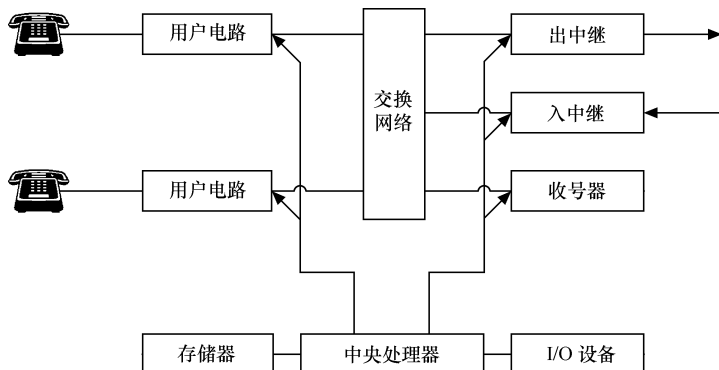 用户电路
出中继
交换
网络
入中继
用户电路
收号器
存储器
中央处理器
I/O 设备